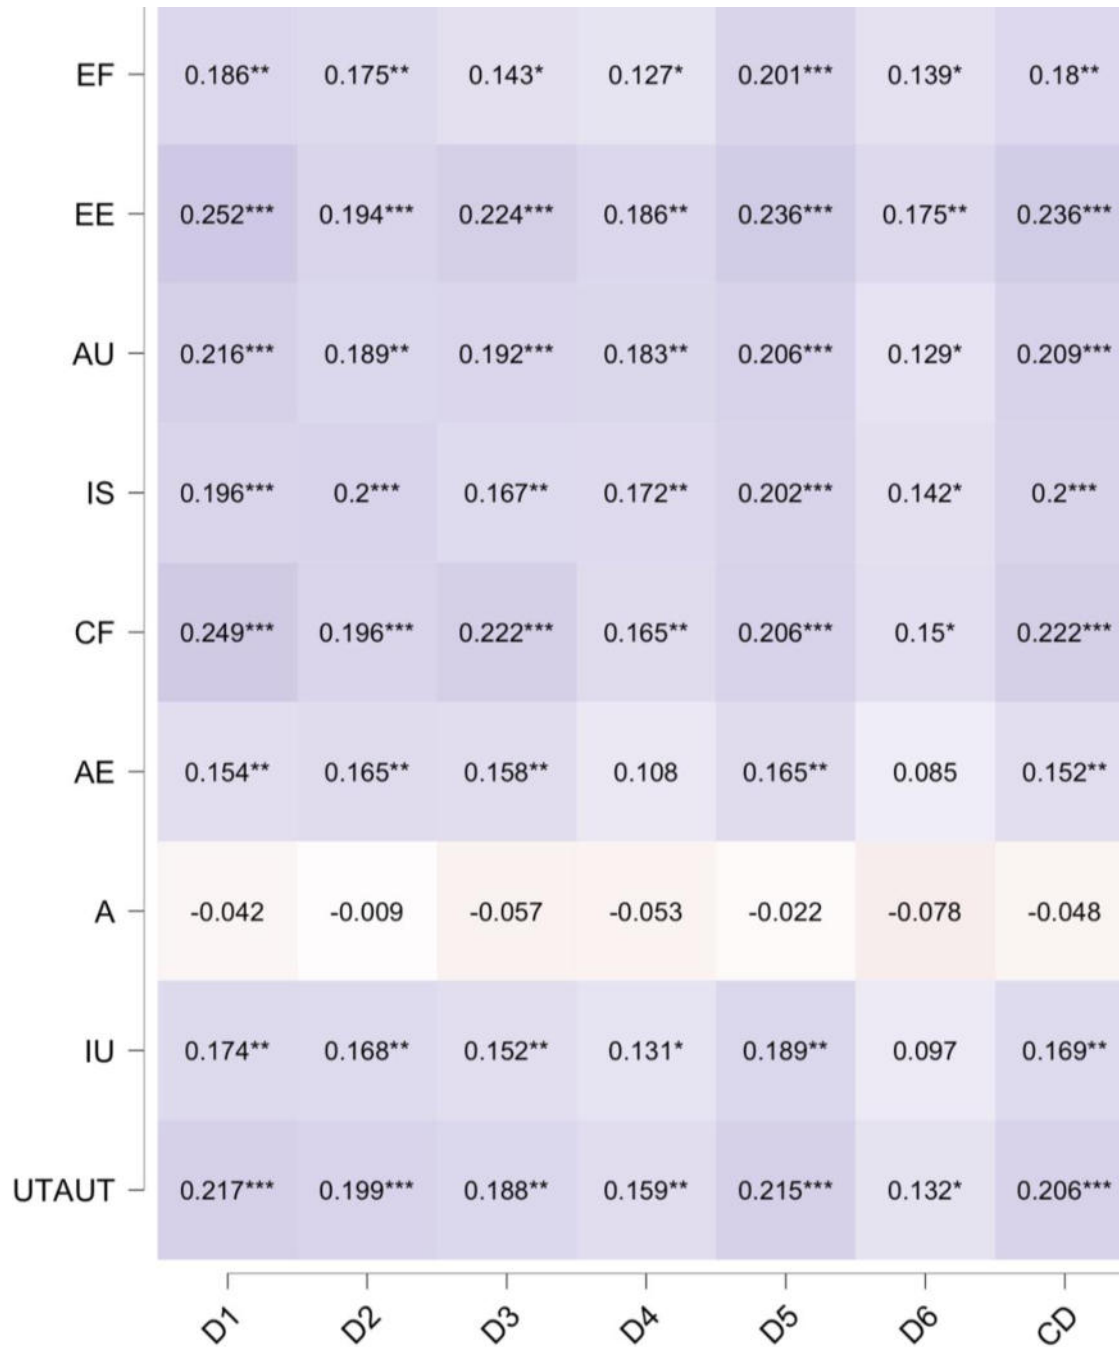 EF 0.186** 0.175** 0.143* 0.127* 0.201*** 0.139* 0.18**
EE 0.252*** 0.194*** 0.224*** 0.186** 0.236*** 0.175** 0.236***
AU 0.216*** 0.189** 0.192*** 0.183** 0.206*** 0.129* 0.209***
IS 0.196*** 0.2*** 0.167** 0.172** 0.202*** 0.142* 0.2***
CF 0.249*** 0.196*** 0.222*** 0.165** 0.206*** 0.15* 0.222***
AE 0.154** 0.165** 0.158** 0.108 0.165** 0.085 0.152**
A -0.042 -0.009 -0.057 -0.053 -0.022 -0.078 -0.048
IU 0.174** 0.168** 0.152** 0.131* 0.189** 0.097 0.169**
UTAUT 0.217*** 0.199*** 0.188** 0.159** 0.215*** 0.132* 0.206***
D1 D2 D3 D4 D5 D6 CD